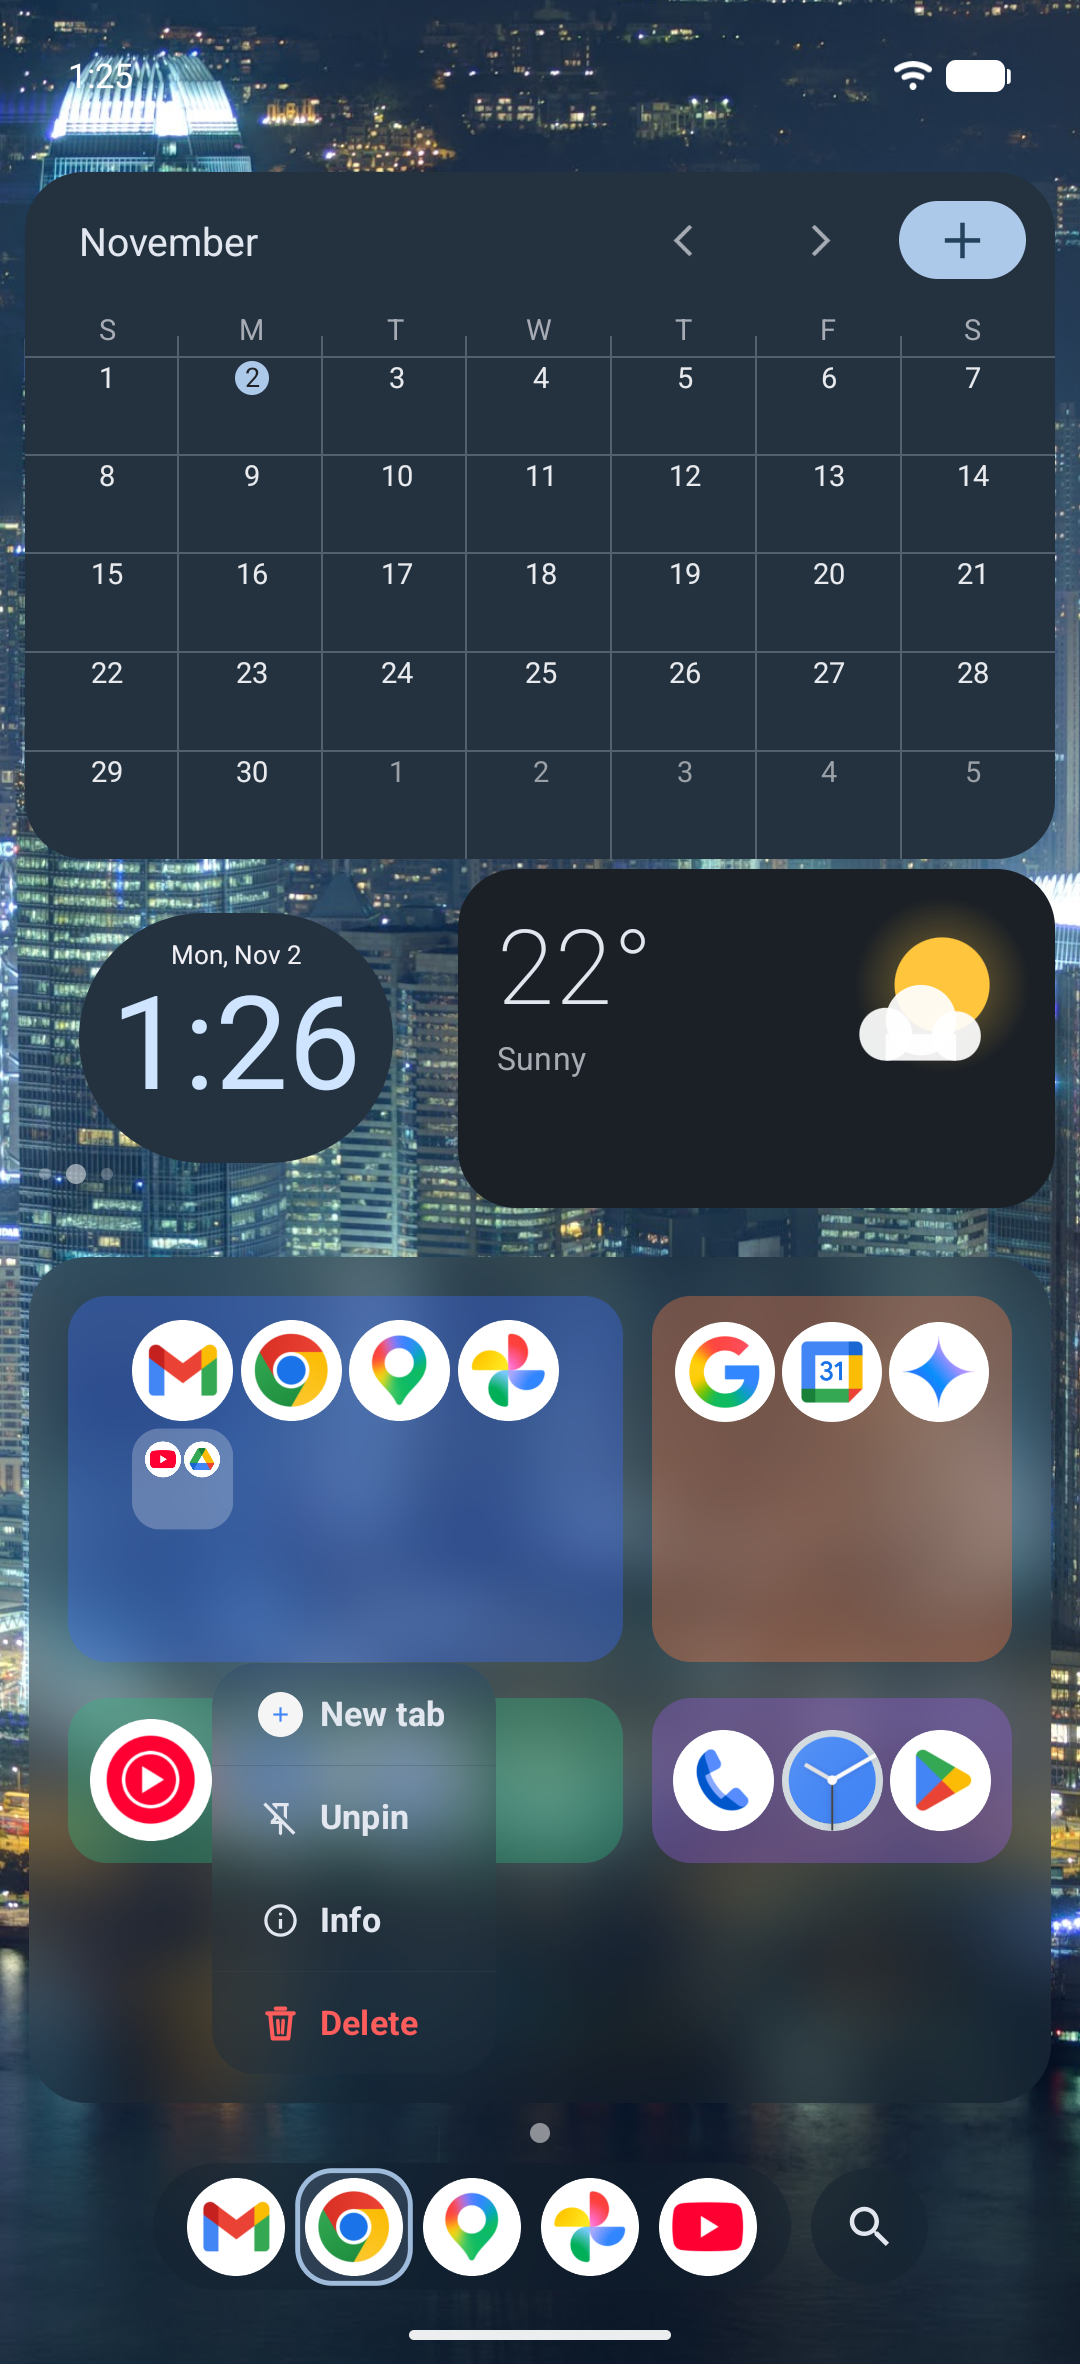 1:25
November
S M T W T F S
1 2 3 4 5 6 7
8 9 10 11 12 13 14
15 16 17 18 19 20 21
22 23 24 25 26 27 28
29 30 1 2 3 4 5
Mon, Nov 2
1:26
22°
Sunny
31
New tab
Unpin
Info
Delete